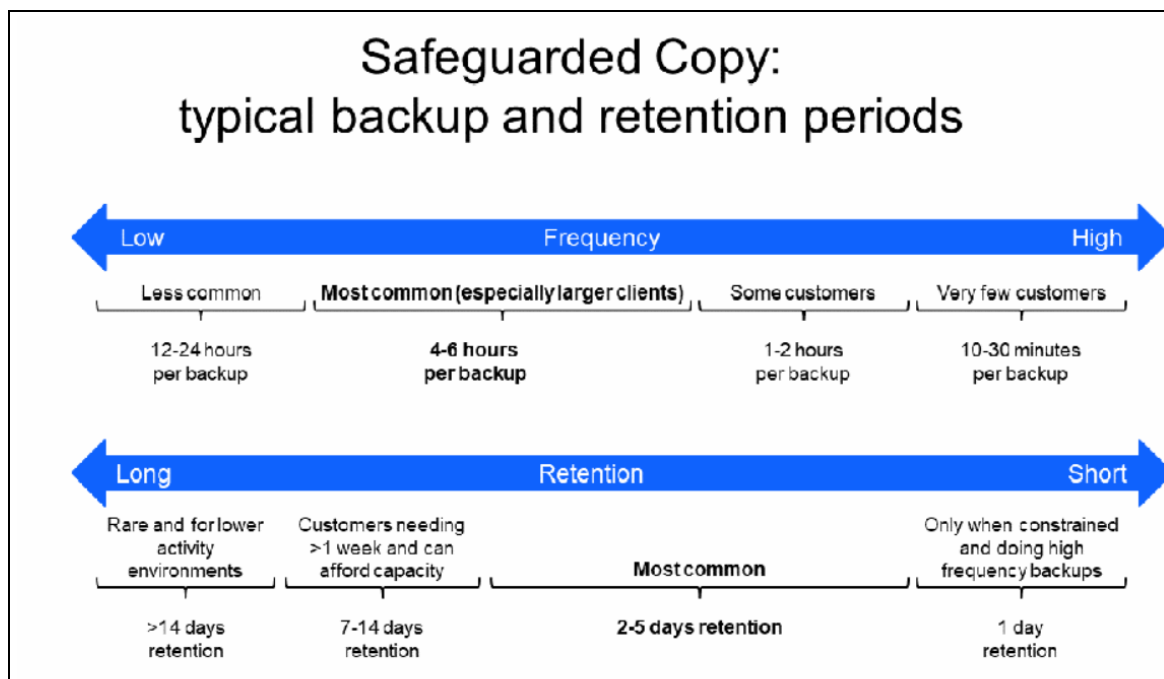 Safeguarded Copy:
typical backup and retention periods
Low Frequency High
Less common Most common (especially larger clients) Some customers Very few customers
12-24 hours
per backup
4-6 hours
per backup
1-2 hours
per backup
10-30 minutes
per backup
Long Retention Short
Rare and for lower
activity
environments
Customers needing
>1 week and can
afford capacity
Most common
Only when constrained
and doing high
frequency backups
>14 days
retention
7-14 days
retention
2-5 days retention
1 day
retention